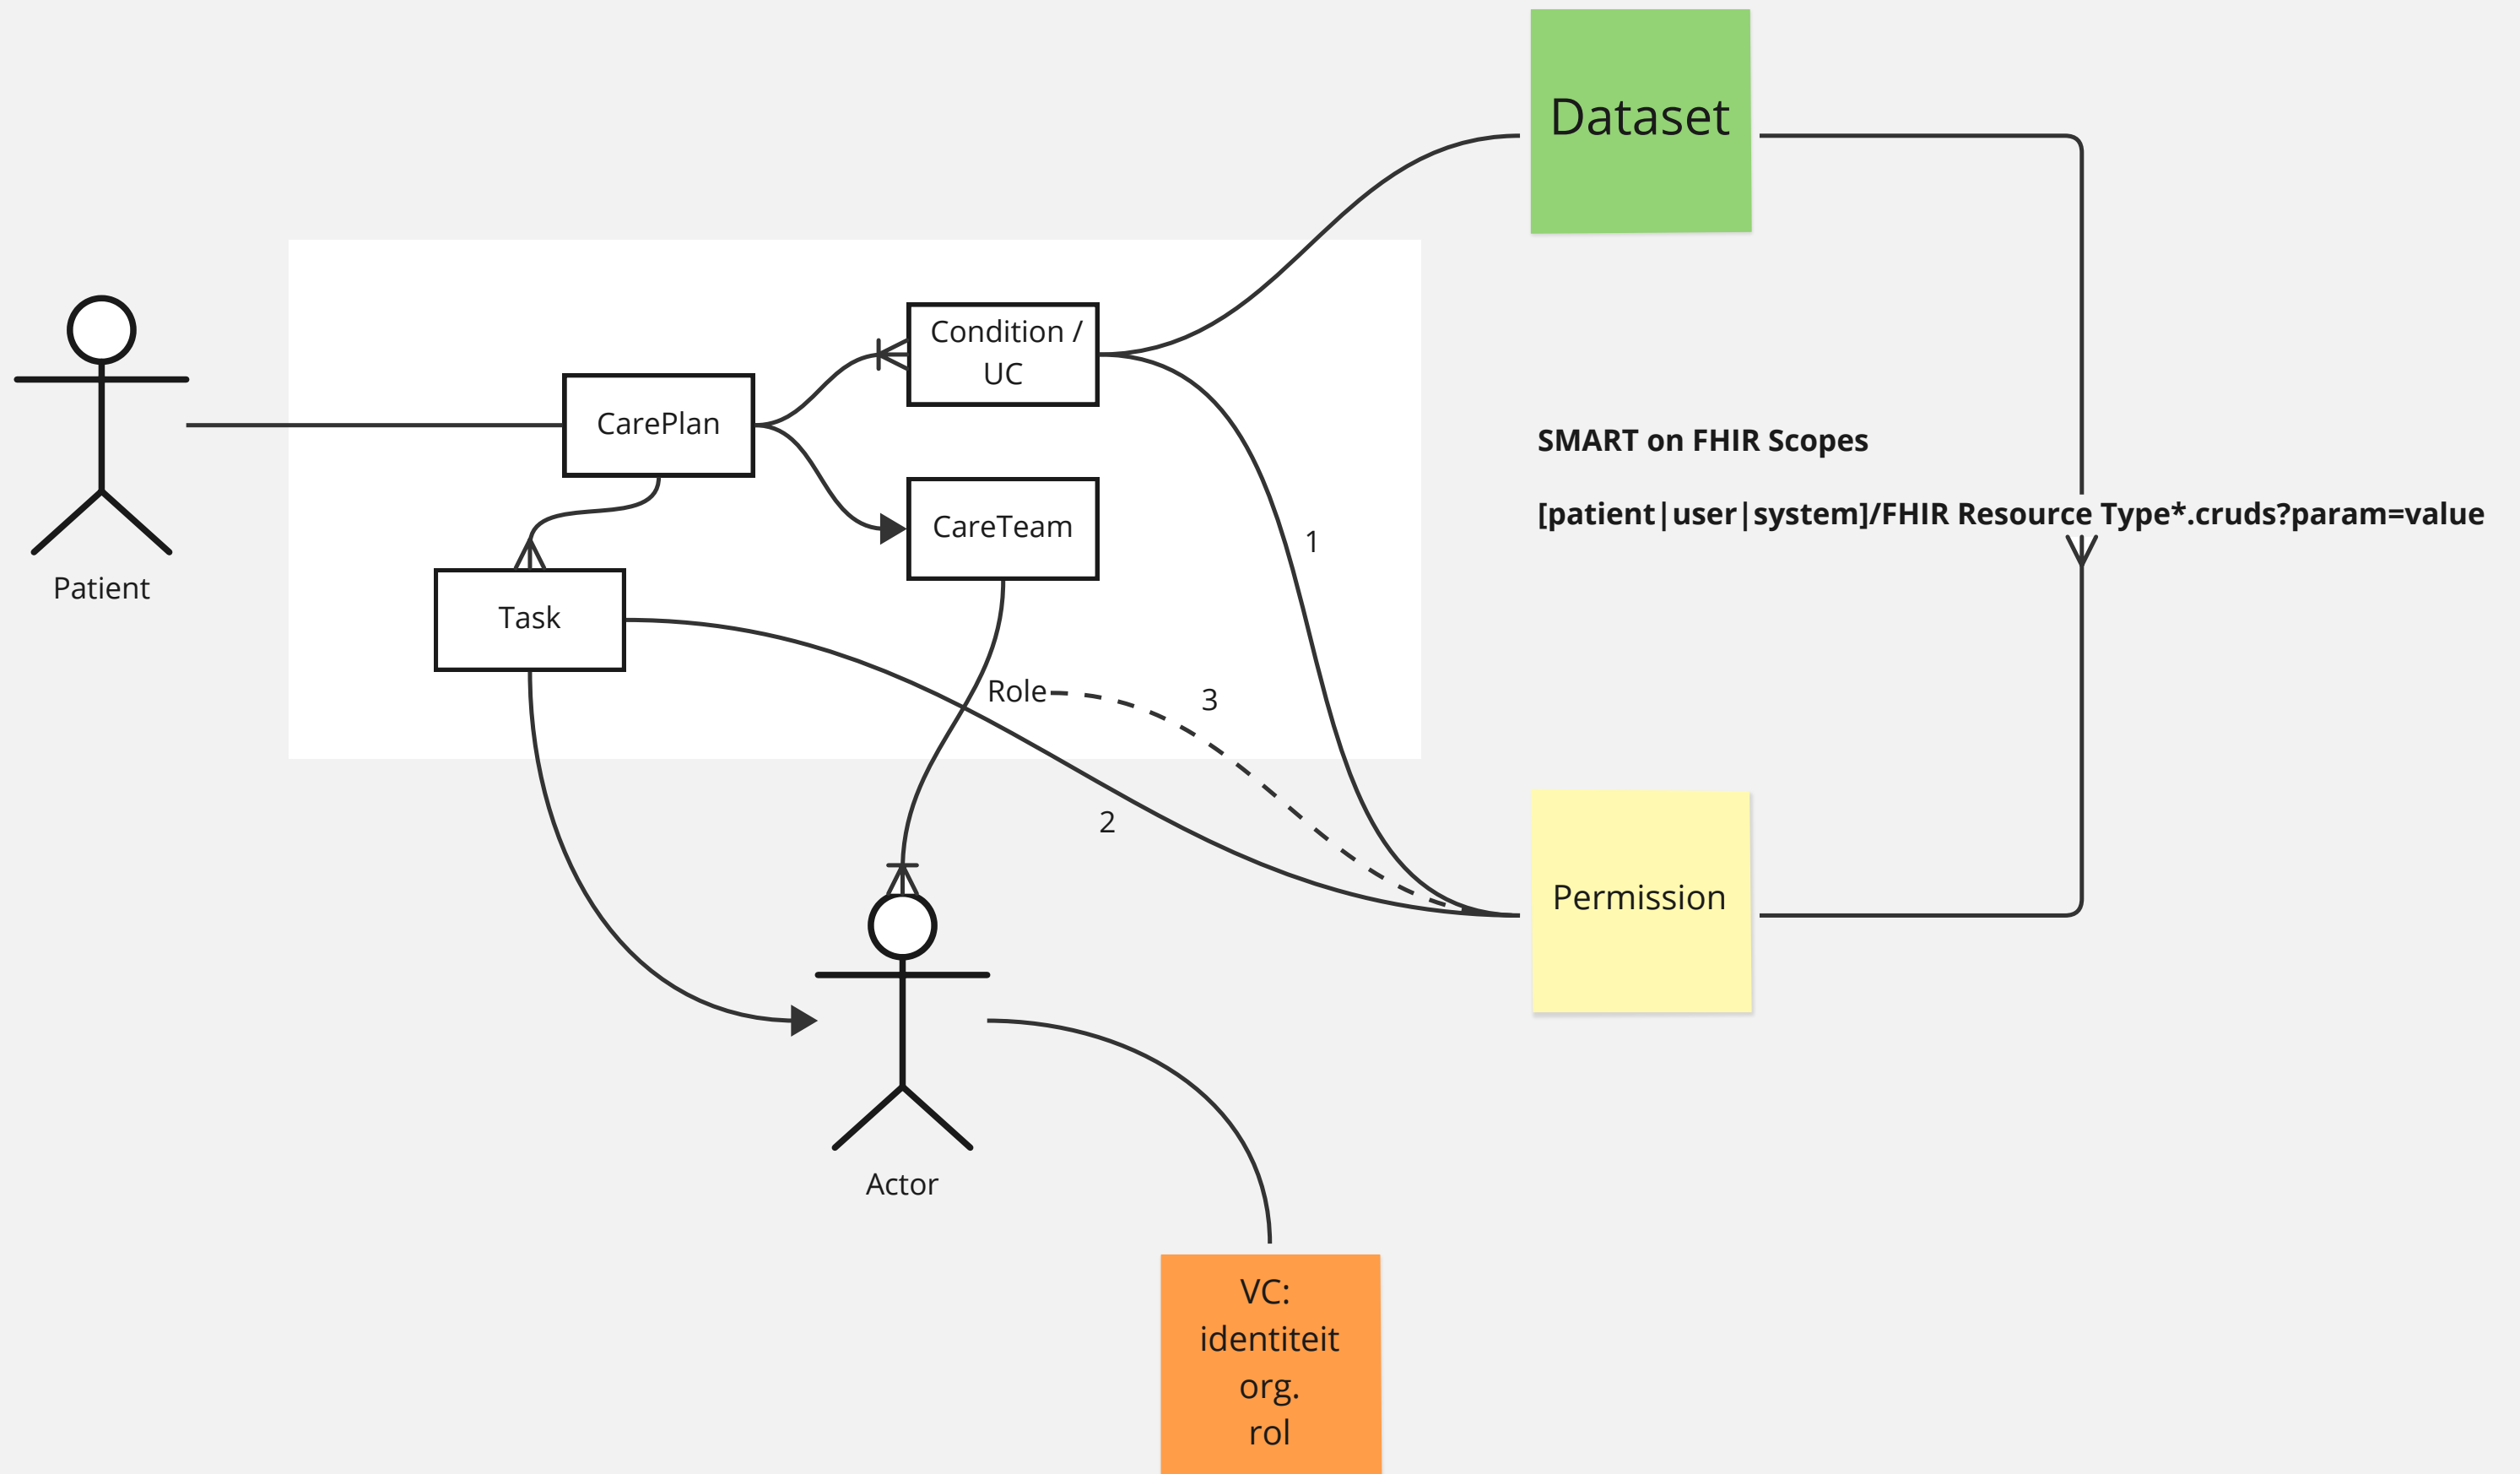 Dataset
Condition /
UC
CarePlan
SMART on FHIR Scopes
[patient|user|system]/FHIR Resource Type*.cruds?param=value
CareTeam
1
Patient
Task
Role
3
2
Permission
Actor
VC:
identiteit
org.
rol